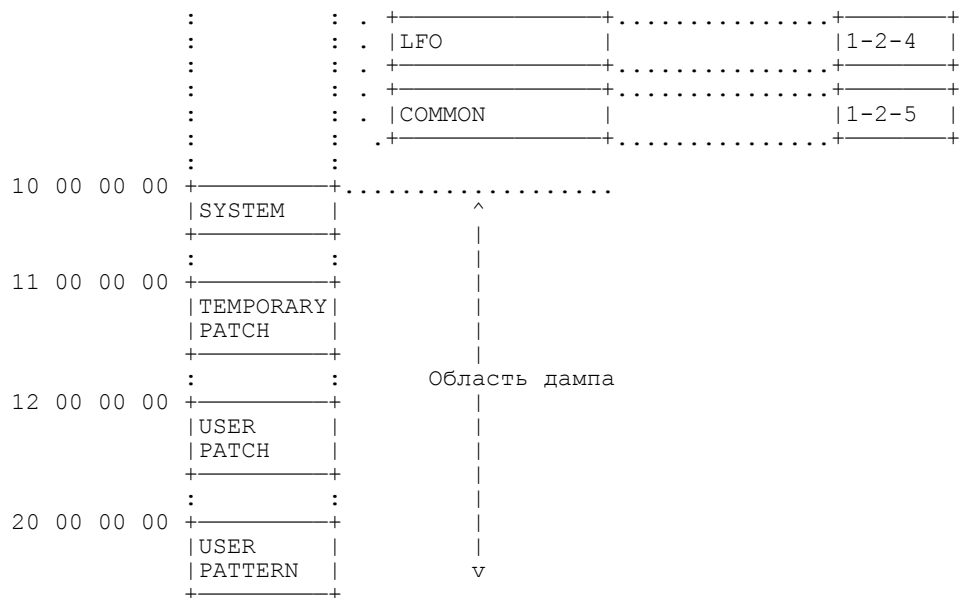 :           : . +———————————————+...............+————————+
:           : . |LFO            |               |1-2-4   |
:           : . +———————————————+...............+————————+
:           : . +———————————————+...............+————————+
:           : . |COMMON         |               |1-2-5   |
:           :  .+———————————————+...............+————————+
:           :
10 00 00 00 +——————————+...................
|SYSTEM    |           ^
+——————————+           |
:          :           |
11 00 00 00 +——————————+           |
|TEMPORARY|           |
|PATCH     |           |
+——————————+           |
:          :       Область дампа
12 00 00 00 +——————————+           |
|USER      |           |
|PATCH     |           |
+——————————+           |
:          :           |
20 00 00 00 +——————————+           |
|USER      |           |
|PATTERN   |           v
+——————————+